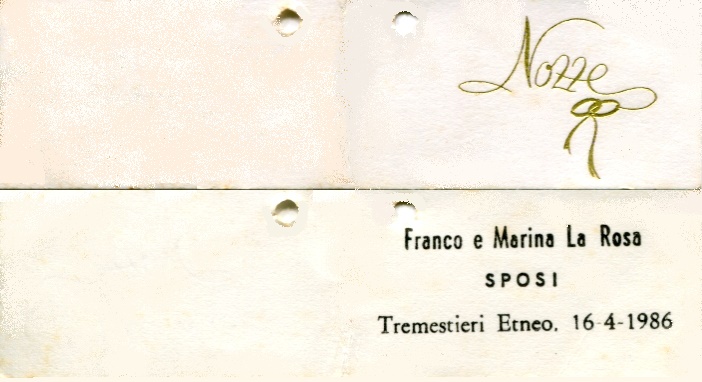 Nozze
Franco e Marina La Rosa
SPOSI
Tremestieri Etneo, 16-4-1986